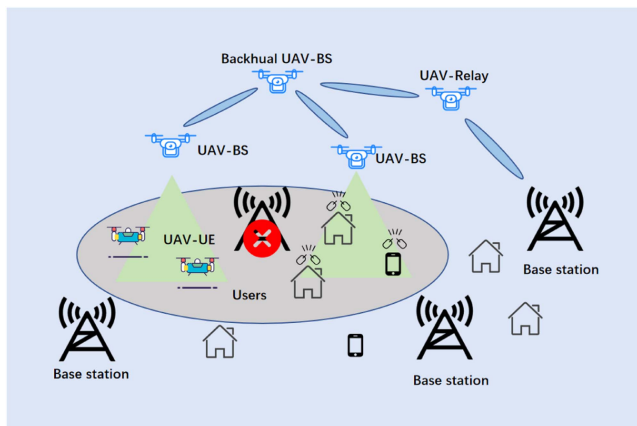 Backhual UAV-BS
UAV-Relay
UAV-BS
UAV-BS
UAV-UE
Users
Base station
Base station
Base station